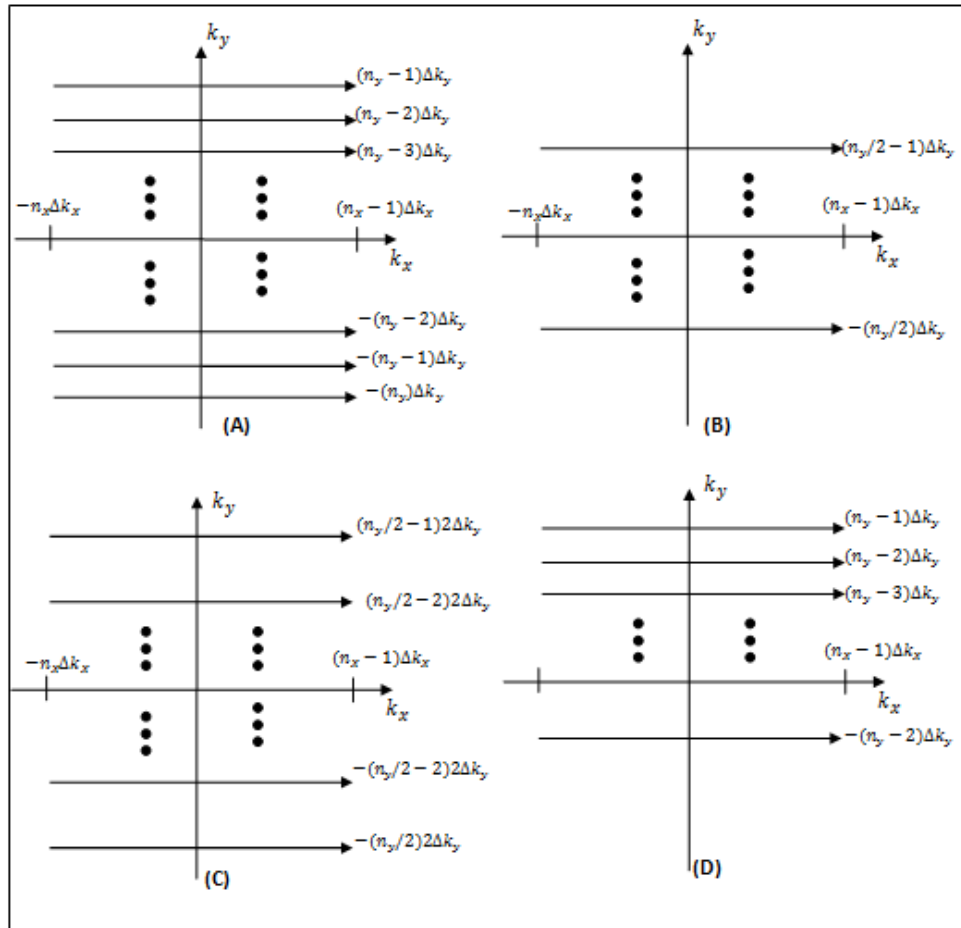 k_y
(n_y − 1)Δk_y
(n_y − 2)Δk_y
(n_y − 3)Δk_y
−n_xΔk_x
(n_x − 1)Δk_x
k_x
−(n_y − 2)Δk_y
−(n_y − 1)Δk_y
−(n_y)Δk_y
(A)
k_y
(n_y/2 − 1)Δk_y
−n_xΔk_x
(n_x − 1)Δk_x
k_x
−(n_y/2)Δk_y
(B)
k_y
(n_y/2 − 1)2Δk_y
(n_y/2 − 2)2Δk_y
−n_xΔk_x
(n_x − 1)Δk_x
k_x
−(n_y/2 − 2)2Δk_y
−(n_y/2)2Δk_y
(C)
k_y
(n_y − 1)Δk_y
(n_y − 2)Δk_y
(n_y − 3)Δk_y
(n_x − 1)Δk_x
k_x
−(n_y − 2)Δk_y
(D)